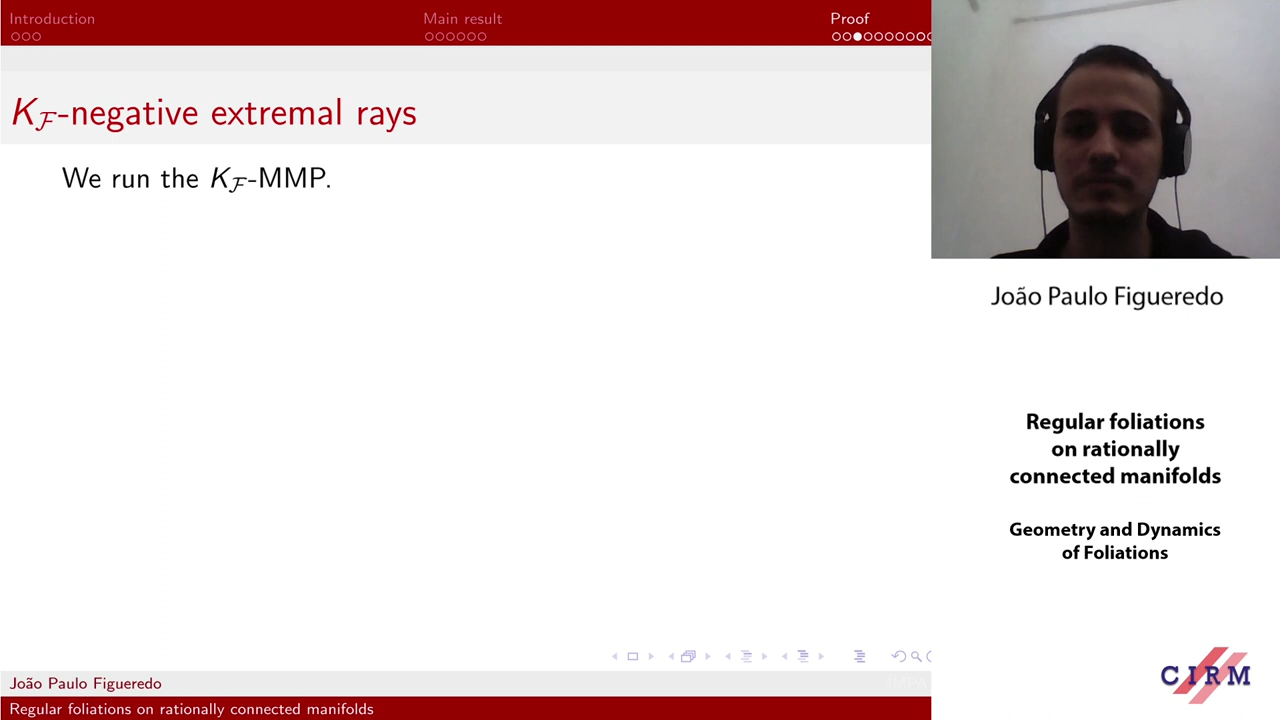 Introduction
Main result
Proof
K_F-negative extremal rays
We run the K_F-MMP.
João Paulo Figueredo
IMPA
Regular foliations on rationally connected manifolds
João Paulo Figueredo
Regular foliations
on rationally
connected manifolds
Geometry and Dynamics
of Foliations
CIRM